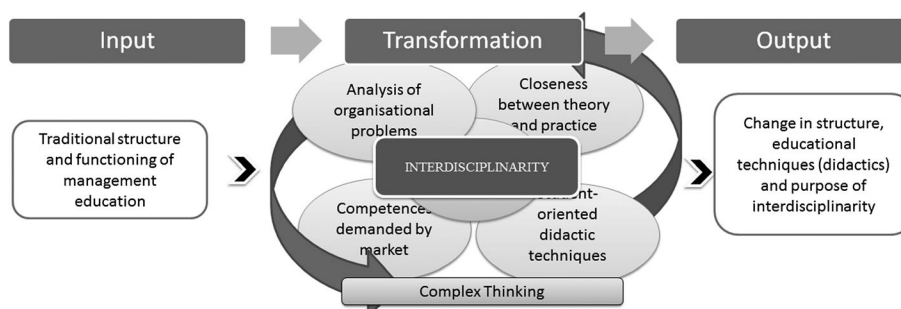 Input
Transformation
Output
Traditional structure
and functioning of
management
education
Analysis of
organisational
problems
Closeness
between theory
and practice
INTERDISCIPLINARITY
Competences
demanded by
market
Student-
oriented
didactic
techniques
Complex Thinking
Change in structure,
educational
techniques (didactics)
and purpose of
interdisciplinarity